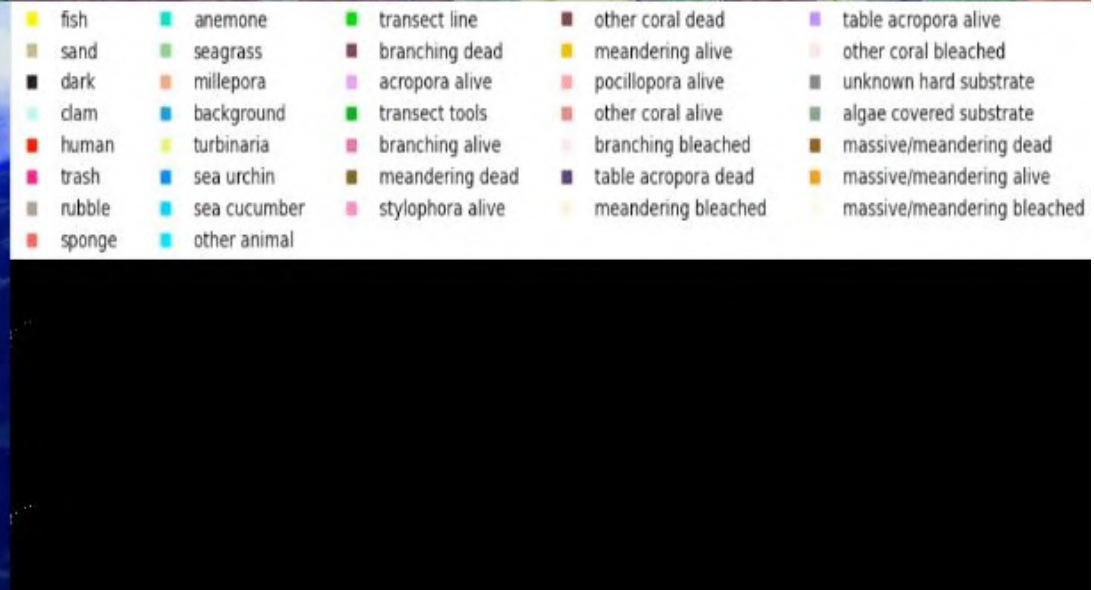 fish anemone transect line other coral dead table acropora alive
sand seagrass branching dead meandering alive other coral bleached
dark millepora acropora alive pocillopora alive unknown hard substrate
clam background transect tools other coral alive algae covered substrate
human turbinaria branching alive branching bleached massive/meandering dead
trash sea urchin meandering dead table acropora dead massive/meandering alive
rubble sea cucumber stylophora alive meandering bleached massive/meandering bleached
sponge other animal